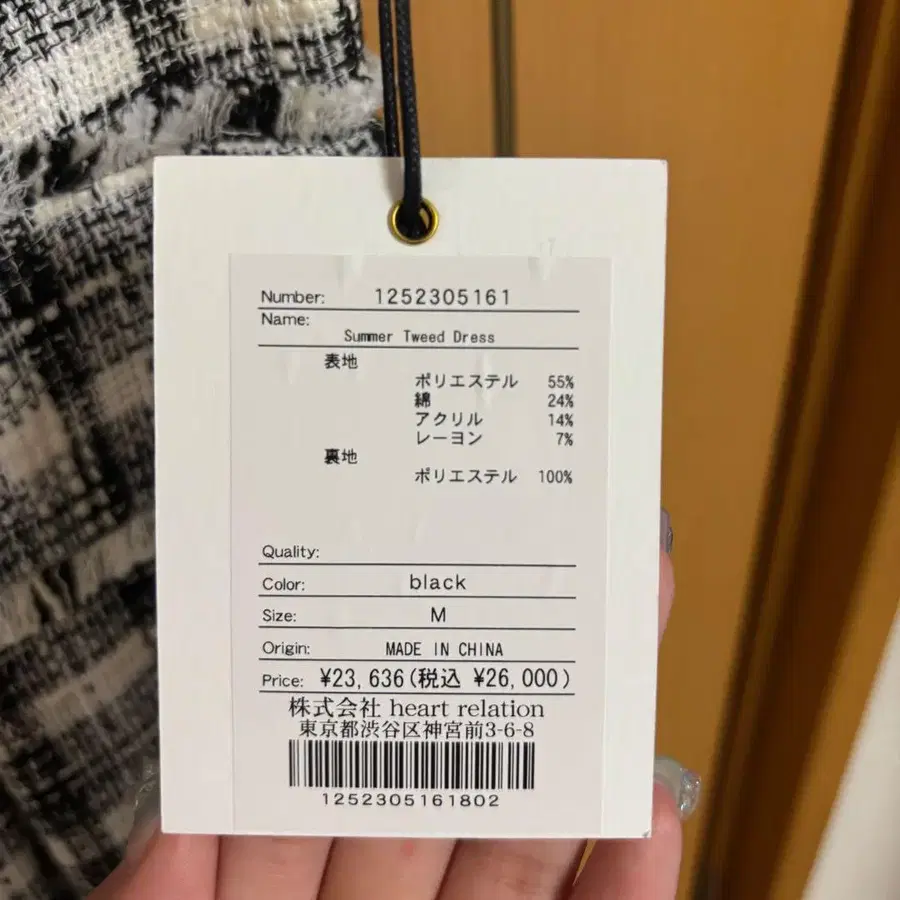 Number: 1252305161
Name:
Summer Tweed Dress
表地
ポリエステル 55%
綿 24%
アクリル 14%
レーヨン 7%
裏地
ポリエステル 100%
Quality:
Color: black
Size: M
Origin: MADE IN CHINA
Price: ¥23,636(税込 ¥26,000)
株式会社 heart relation
東京都渋谷区神宮前3-6-8
1252305161802